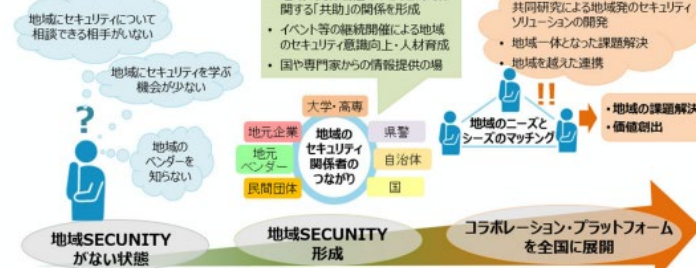 地域にセキュリティについて
相談できる相手がいない
地域にセキュリティを学ぶ
機会が少ない
?
地域の
ベンダーを
知らない
地域SECUNITY
がない状態
関する「共助」の関係を形成
・イベント等の継続開催による地域
のセキュリティ意識向上・人材育成
・国や専門家からの情報提供の場
大学・高専
地元企業
地元
ベンダー
民間団体
地域の
セキュリティ
関係者の
つながり
県警
自治体
国
地域SECUNITY
形成
共同研究による地域発のセキュリティ
ソリューションの開発
・地域一体となった課題解決
・地域を越えた連携
!!
地域のニーズと
シーズのマッチング
・地域の課題解決
・価値創出
コラボレーション・プラットフォーム
を全国に展開